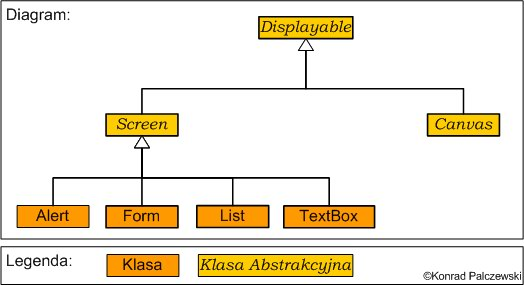 Diagram:
Displayable
Screen
Canvas
Alert
Form
List
TextBox
Legenda:
Klasa
Klasa Abstrakcyjna
©Konrad Palczewski